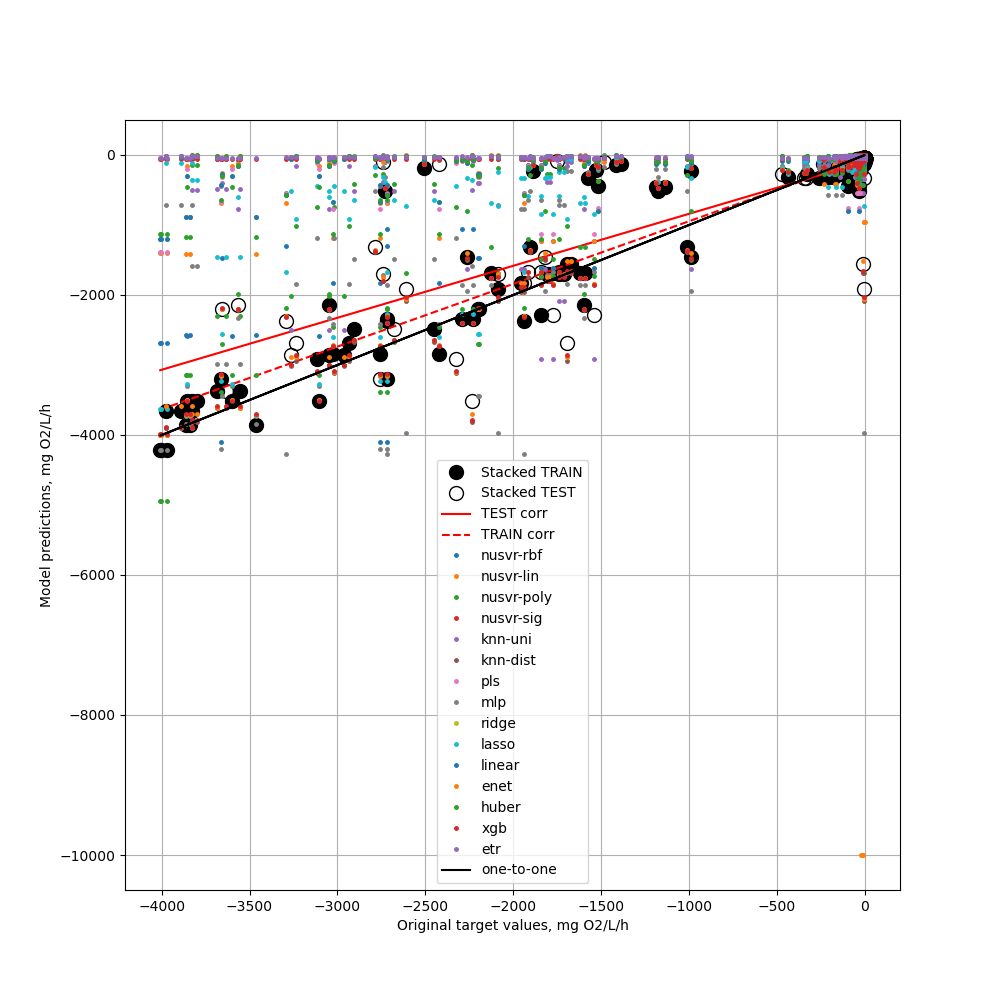 0
−2000
−4000
−6000
−8000
−10000
Model predictions, mg O2/L/h
Stacked TRAIN
Stacked TEST
TEST corr
TRAIN corr
nusvr-rbf
nusvr-lin
nusvr-poly
nusvr-sig
knn-uni
knn-dist
pls
mlp
ridge
lasso
linear
enet
huber
xgb
etr
one-to-one
−4000 −3500 −3000 −2500 −2000 −1500 −1000 −500 0
Original target values, mg O2/L/h